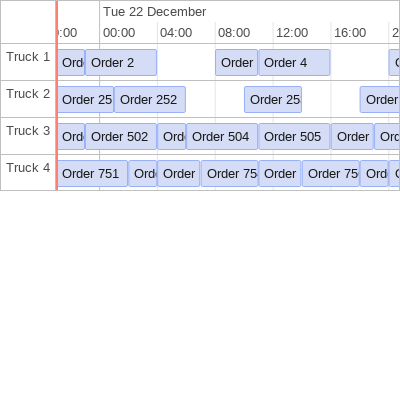 Tue 22 December
:00 00:00 04:00 08:00 12:00 16:00 2
Truck 1 Ord Order 2 Order Order 4
Truck 2 Order 25 Order 252 Order 25 Order
Truck 3 Ord Order 502 Ord Order 504 Order 505 Order Ord
Truck 4 Order 751 Ord Order Order 75 Order Order 75 Ord